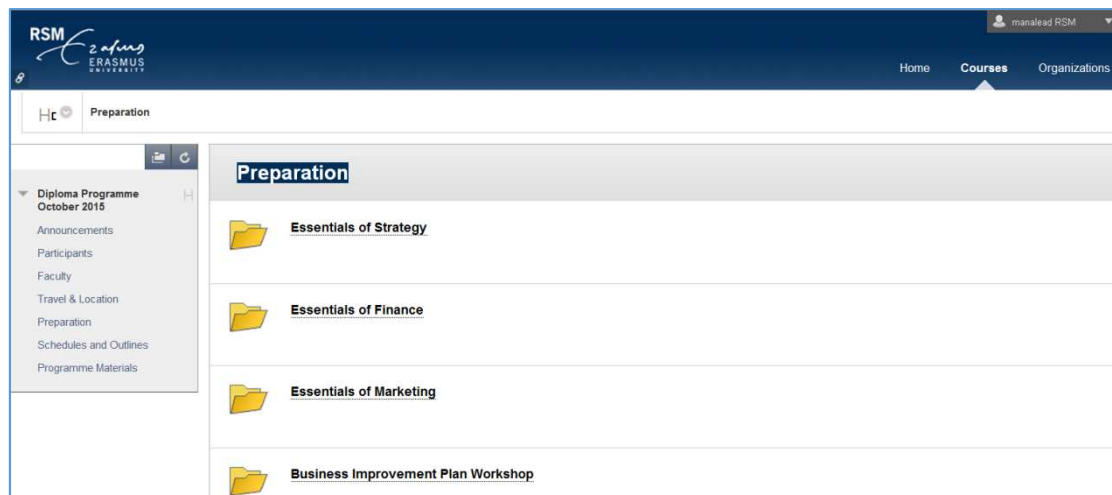 RSM
Erasmus
ERASMUS
UNIVERSITY
manalead RSM
Home
Courses
Organizations
Preparation
Diploma Programme
October 2015
Announcements
Participants
Faculty
Travel & Location
Preparation
Schedules and Outlines
Programme Materials
Preparation
Essentials of Strategy
Essentials of Finance
Essentials of Marketing
Business Improvement Plan Workshop